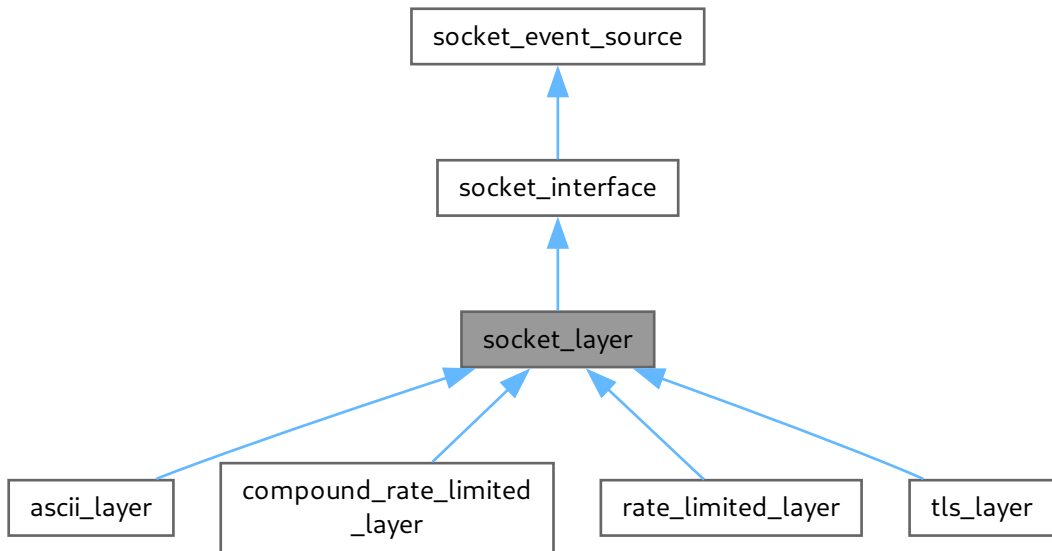 socket_event_source
socket_interface
socket_layer
ascii_layer
compound_rate_limited
_layer
rate_limited_layer
tls_layer